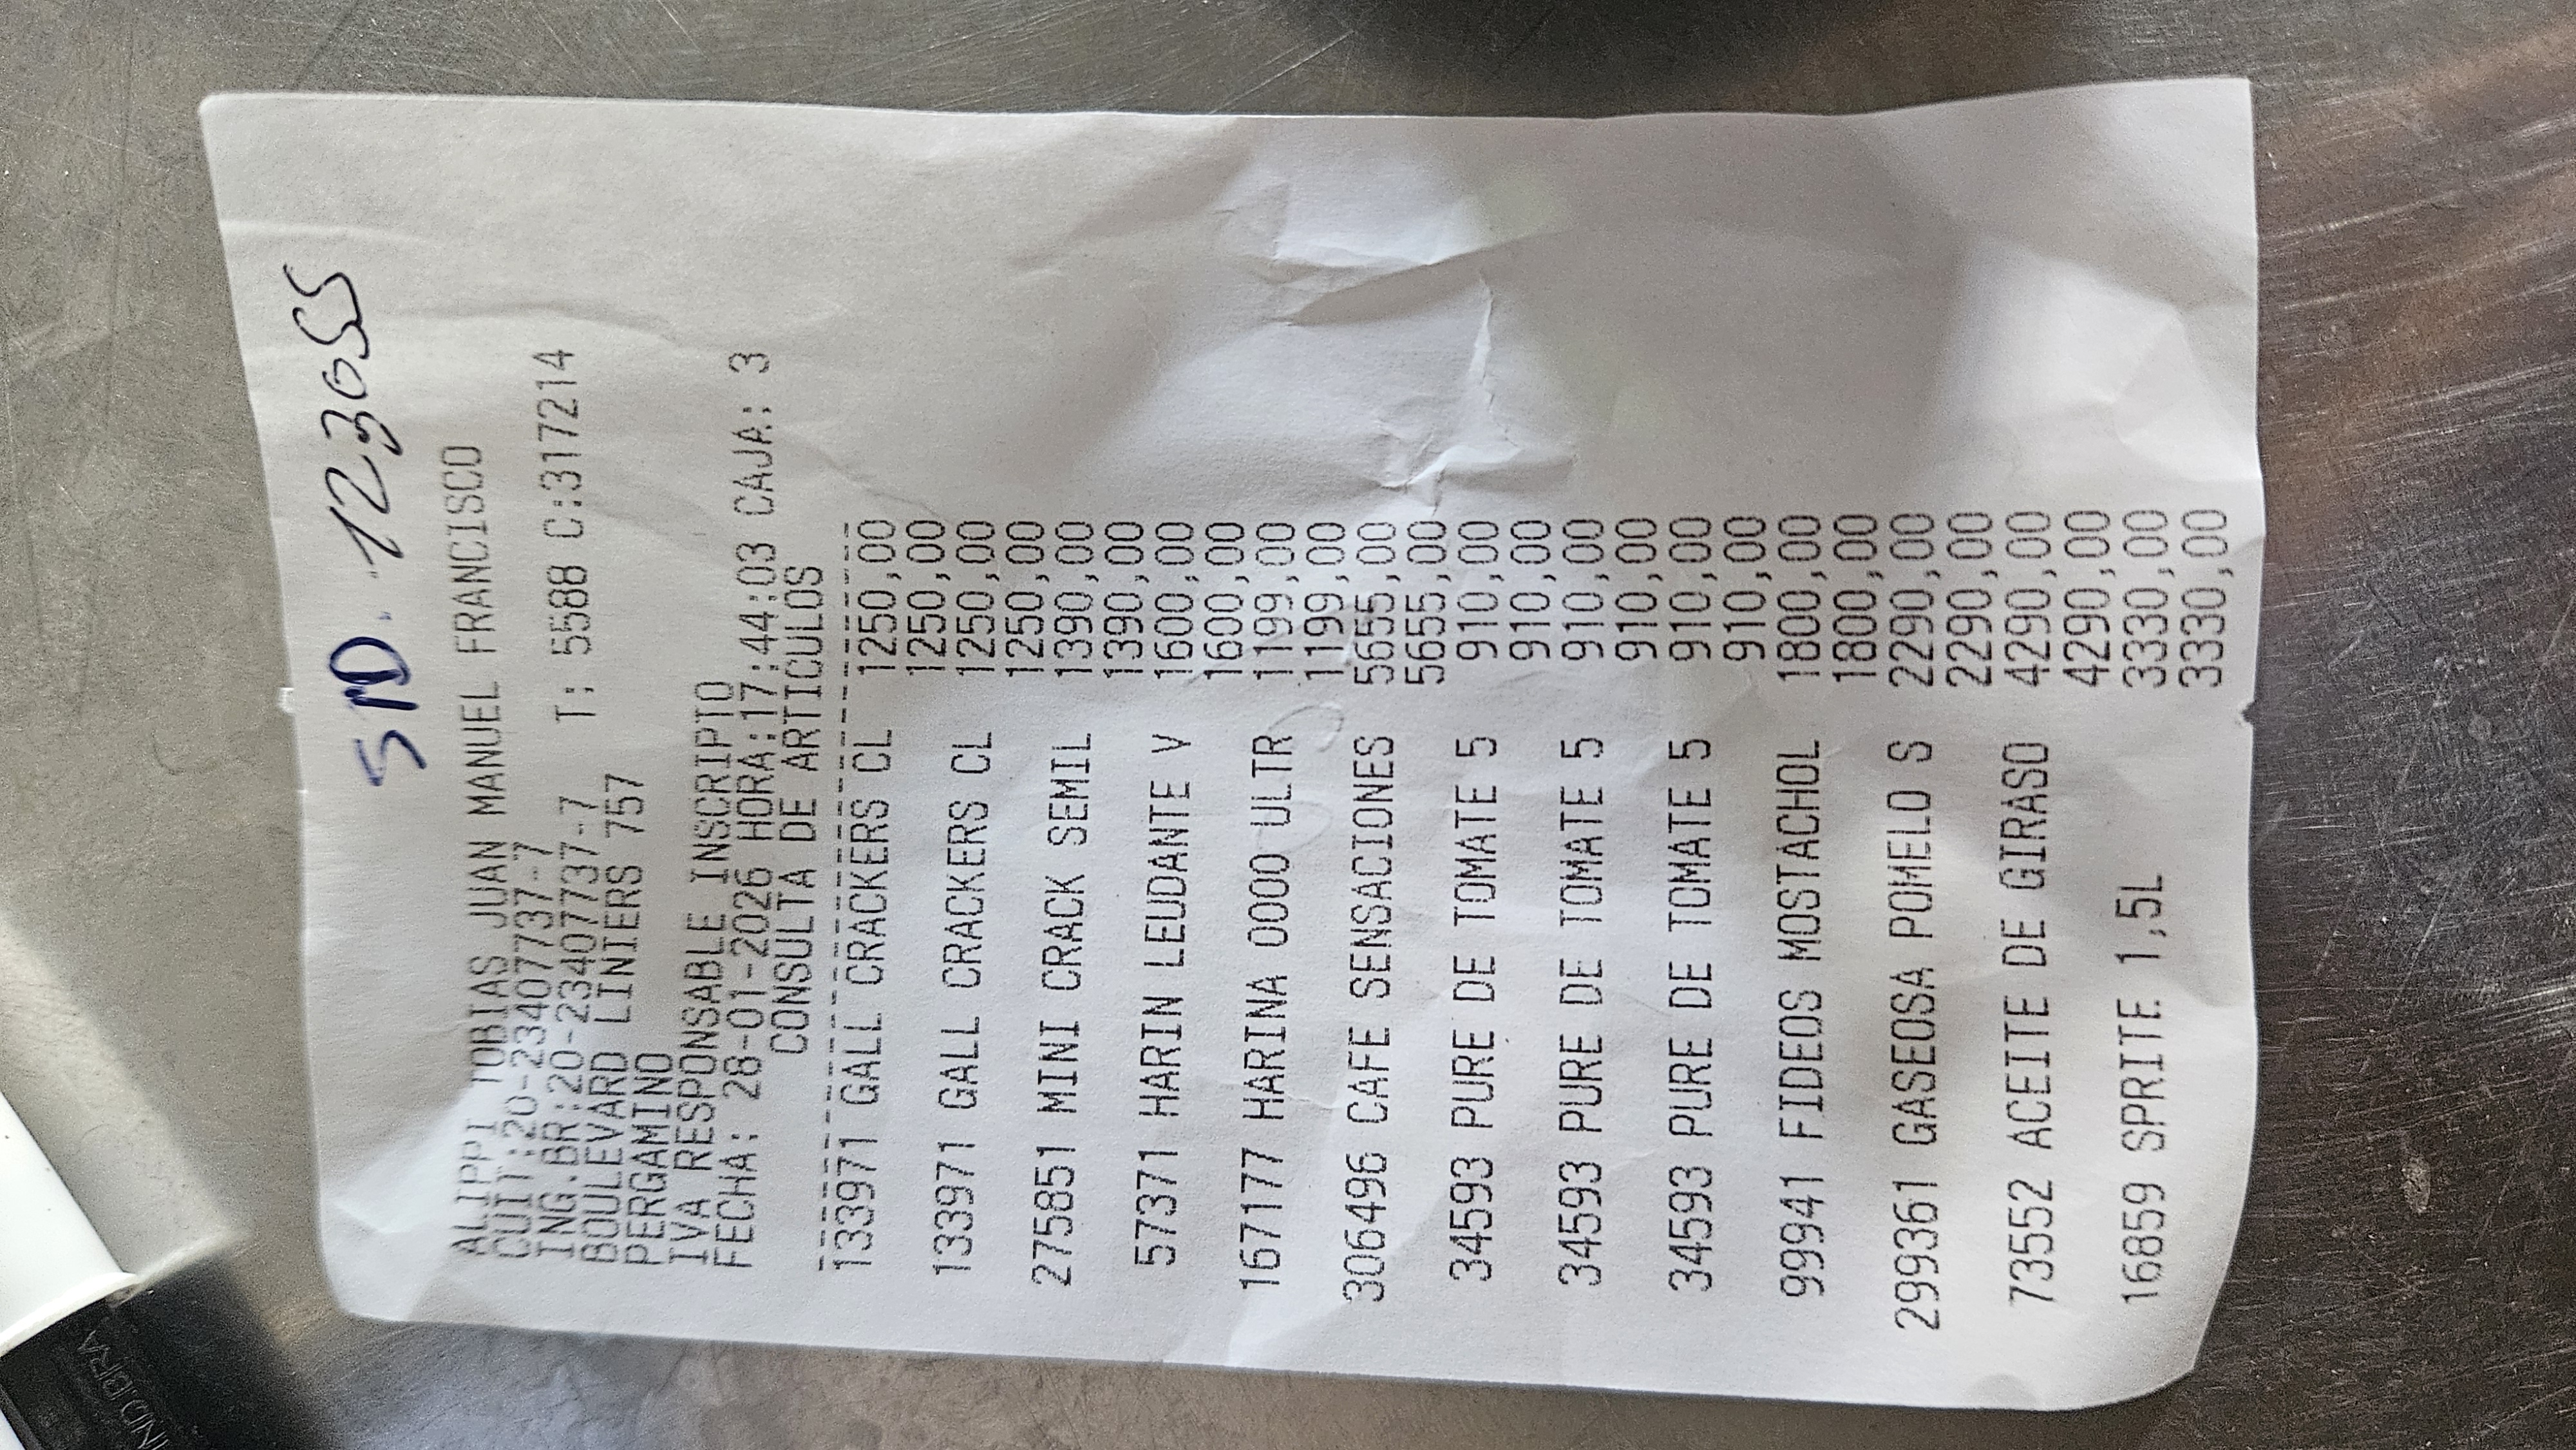 STD. 123055
ALIPPI TOBIAS JUAN MANUEL FRANCISCO
CUIT:20-23407737-7
ING.BR:20-23407737-7 T: 5588 C:317214
BOULEVARD LINIERS 757
PERGAMINO
IVA RESPONSABLE INSCRIPTO
FECHA: 28-01-2026 HORA:17:44:03 CAJA: 3
CONSULTA DE ARTICULOS
133971 GALL CRACKERS CL 1250,00
1250,00
133971 GALL CRACKERS CL 1250,00
1250,00
275851 MINI CRACK SEMIL 1390,00
1390,00
57371 HARIN LEUDANTE V 1600,00
1600,00
167177 HARINA 0000 ULTR 1199,00
1199,00
306496 CAFE SENSACIONES 5655,00
5655,00
34593 PURE DE TOMATE 5 910,00
910,00
34593 PURE DE TOMATE 5 910,00
910,00
34593 PURE DE TOMATE 5 910,00
910,00
99941 FIDEOS MOSTACHOL 1800,00
1800,00
299361 GASEOSA POMELO S 2290,00
2290,00
73552 ACEITE DE GIRASO 4290,00
4290,00
16859 SPRITE 1,5L 3330,00
3330,00
IND.BRA